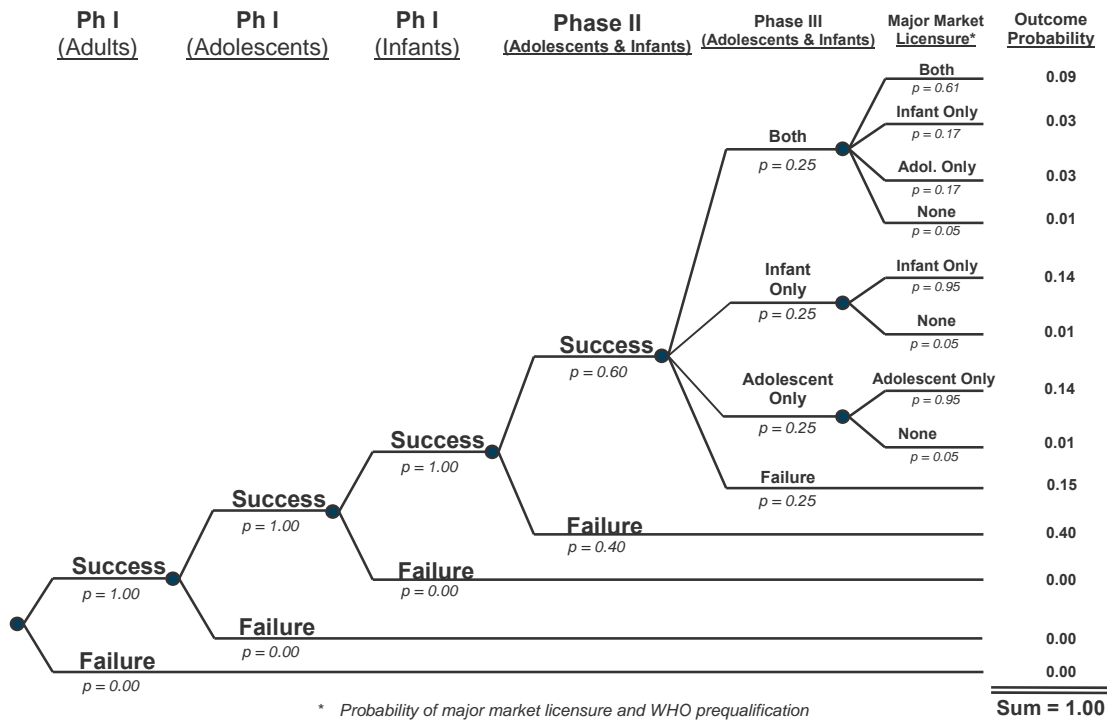 Ph I
(Adults)
Ph I
(Adolescents)
Ph I
(Infants)
Phase II
(Adolescents & Infants)
Phase III
(Adolescents & Infants)
Major Market
Licensure*
Outcome
Probability
Both
p = 0.61
0.09
Infant Only
p = 0.17
0.03
Both
p = 0.25
Adol. Only
p = 0.17
0.03
None
p = 0.05
0.01
Infant
Only
p = 0.25
Infant Only
p = 0.95
0.14
None
p = 0.05
0.01
Success
p = 0.60
Adolescent
Only
p = 0.25
Adolescent Only
p = 0.95
0.14
None
p = 0.05
0.01
Success
p = 1.00
Failure
p = 0.25
0.15
Success
p = 1.00
Failure
p = 0.40
0.40
Success
p = 1.00
Failure
p = 0.00
0.00
Failure
p = 0.00
0.00
Failure
p = 0.00
0.00
* Probability of major market licensure and WHO prequalification
Sum = 1.00